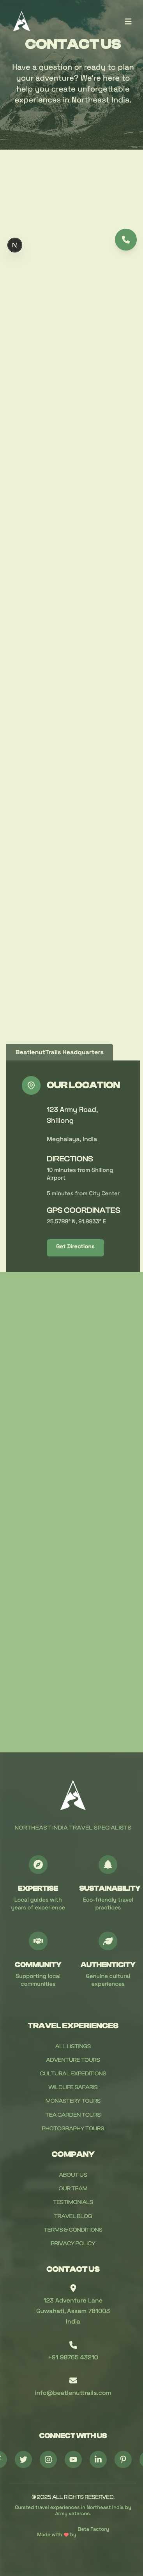 CONTACT US
Have a question or ready to plan
your adventure? We're here to
help you create unforgettable
experiences in Northeast India.
N
BeatlenutTrails Headquarters
OUR LOCATION
123 Army Road,
Shillong
Meghalaya, India
DIRECTIONS
10 minutes from Shillong
Airport
5 minutes from City Center
GPS COORDINATES
25.5788° N, 91.8933° E
Get Directions
NORTHEAST INDIA TRAVEL SPECIALISTS
EXPERTISE
Local guides with
years of experience
SUSTAINABILITY
Eco-friendly travel
practices
COMMUNITY
Supporting local
communities
AUTHENTICITY
Genuine cultural
experiences
TRAVEL EXPERIENCES
ALL LISTINGS
ADVENTURE TOURS
CULTURAL EXPEDITIONS
WILDLIFE SAFARIS
MONASTERY TOURS
TEA GARDEN TOURS
PHOTOGRAPHY TOURS
COMPANY
ABOUT US
OUR TEAM
TESTIMONIALS
TRAVEL BLOG
TERMS & CONDITIONS
PRIVACY POLICY
CONTACT US
123 Adventure Lane
Guwahati, Assam 781003
India
+91 98765 43210
info@beatlenuttrails.com
CONNECT WITH US
© 2025 ALL RIGHTS RESERVED.
Curated travel experiences in Northeast India by
Army veterans.
Made with ❤️ by Beta Factory